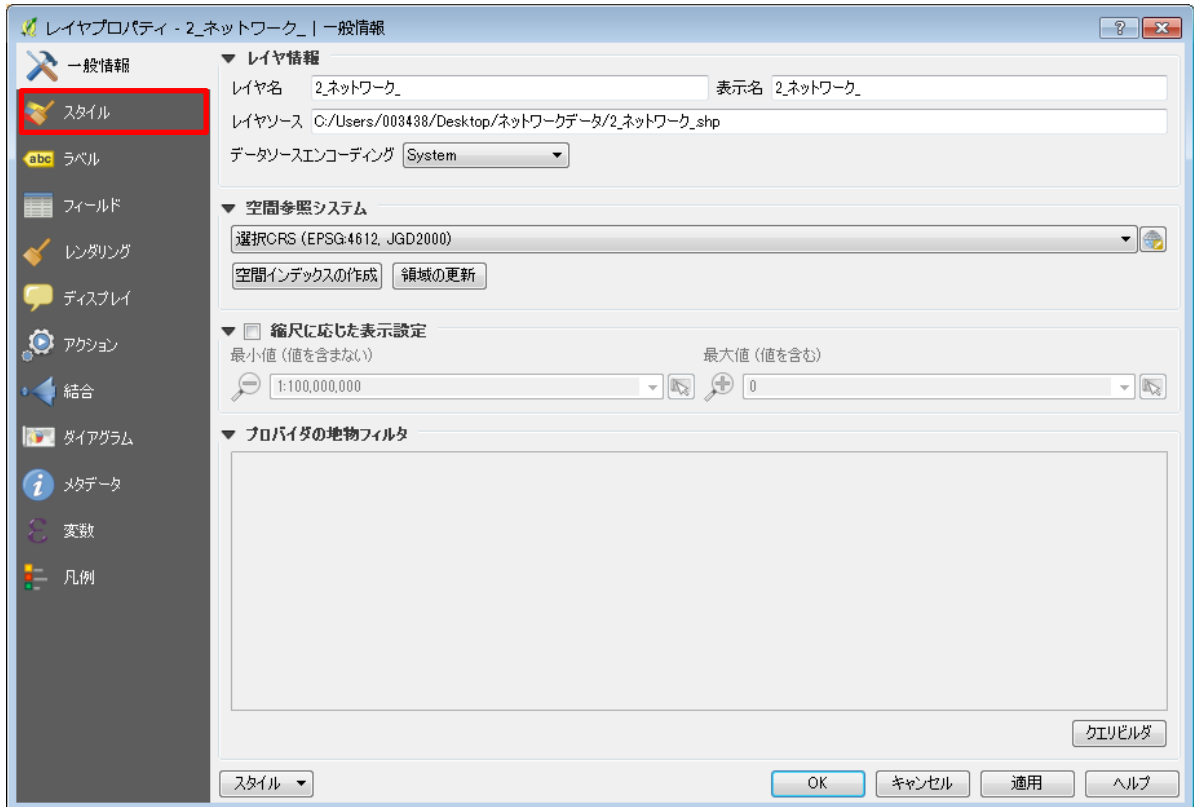 レイヤプロパティ - 2_ネットワーク_ | 一般情報
一般情報
スタイル
abc ラベル
フィールド
レンダリング
ディスプレイ
アクション
結合
ダイアグラム
メタデータ
変数
凡例
レイヤ情報
レイヤ名 2_ネットワーク_ 表示名 2_ネットワーク_
レイヤソース C:/Users/003438/Desktop/ネットワークデータ/2_ネットワーク_.shp
データソースエンコーディング System
空間参照システム
選択CRS (EPSG:4612, JGD2000)
空間インデックスの作成 領域の更新
縮尺に応じた表示設定
最小値 (値を含まない) 最大値 (値を含む)
1:100,000,000 0
プロバイダの地物フィルタ
クエリビルダ
スタイル OK キャンセル 適用 ヘルプ